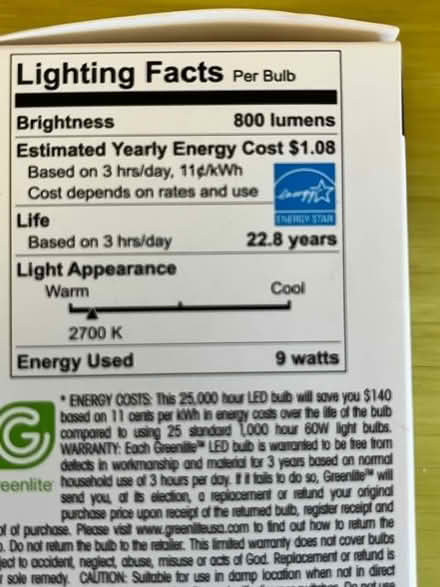 Lighting Facts Per Bulb
Brightness 800 lumens
Estimated Yearly Energy Cost $1.08
Based on 3 hrs/day, 11¢/kWh
Cost depends on rates and use
energy
ENERGY STAR
Life
Based on 3 hrs/day 22.8 years
Light Appearance
Warm Cool
2700 K
Energy Used 9 watts
G
eenlite
* ENERGY COSTS: This 25,000 hour LED bulb will save you $140
based on 11 cents per kWh in energy costs over the life of the bulb
compared to using 25 standard 1,000 hour 60W light bulbs.
WARRANTY: Each Greenlite™ LED bulb is warrantied to be free from
defects in workmanship and material for 3 years based on normal
household use of 3 hours per day. If it fails to do so, Greenlite™ will
send you, at its election, a replacement or refund your original
purchase price upon receipt of the returned bulb, register receipt and
of of purchase. Please visit www.greenliteusa.com to find out how to return the
. Do not return the bulb to the retailer. This limited warranty does not cover bulbs
ject to accident, neglect, abuse, misuse or acts of God. Replacement or refund is
r sole remedy. CAUTION: Suitable for use in damp location when not in direct